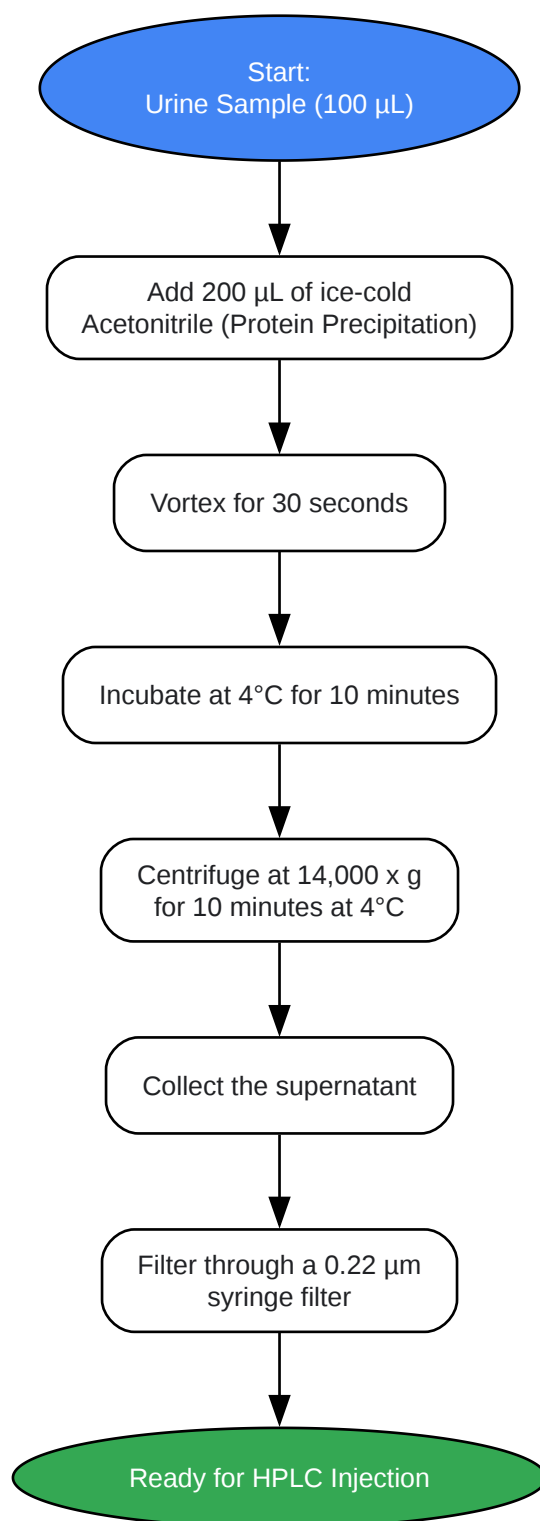 Start:
Urine Sample (100 µL)
Add 200 µL of ice-cold
Acetonitrile (Protein Precipitation)
Vortex for 30 seconds
Incubate at 4°C for 10 minutes
Centrifuge at 14,000 x g
for 10 minutes at 4°C
Collect the supernatant
Filter through a 0.22 µm
syringe filter
Ready for HPLC Injection